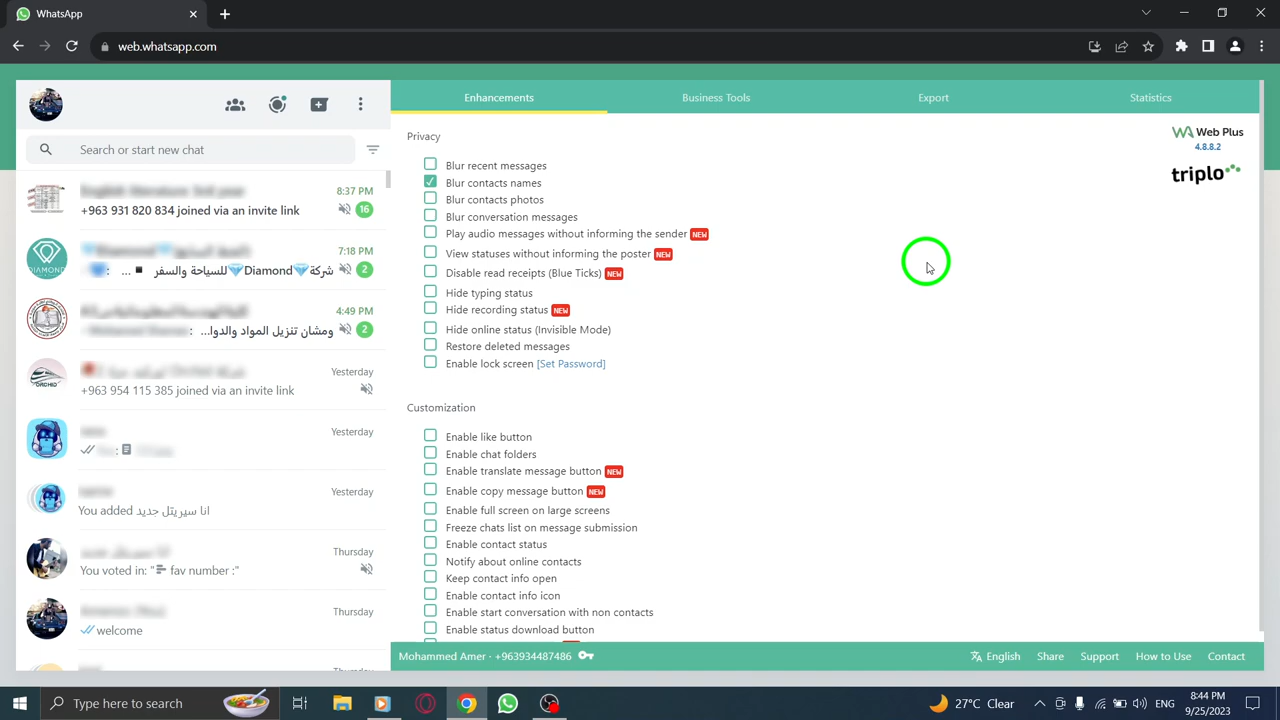 WhatsApp
web.whatsapp.com
Search or start new chat
8:37 PM
+963 931 820 834 joined via an invite link
16
7:18 PM
شركة💎Diamond💎للسياحة والسفر ▪️ ... :
2
DIAMOND
4:49 PM
ومشان تنزيل المواد والدوا... :
2
Yesterday
+963 954 115 385 joined via an invite link
ORCHID
Yesterday
Yesterday
You added انا سيريتل جديد
Thursday
You voted in: "fav number :"
Thursday
welcome
Enhancements
Business Tools
Export
Statistics
WA Web Plus
4.8.8.2
triplo
Privacy
Blur recent messages
Blur contacts names
Blur contacts photos
Blur conversation messages
Play audio messages without informing the sender NEW
View statuses without informing the poster NEW
Disable read receipts (Blue Ticks) NEW
Hide typing status
Hide recording status NEW
Hide online status (Invisible Mode)
Restore deleted messages
Enable lock screen [Set Password]
Customization
Enable like button
Enable chat folders
Enable translate message button NEW
Enable copy message button NEW
Enable full screen on large screens
Freeze chats list on message submission
Enable contact status
Notify about online contacts
Keep contact info open
Enable contact info icon
Enable start conversation with non contacts
Enable status download button
Mohammed Amer · +963934487486
English
Share
Support
How to Use
Contact
Type here to search
27°C Clear
ENG
8:44 PM
9/25/2023